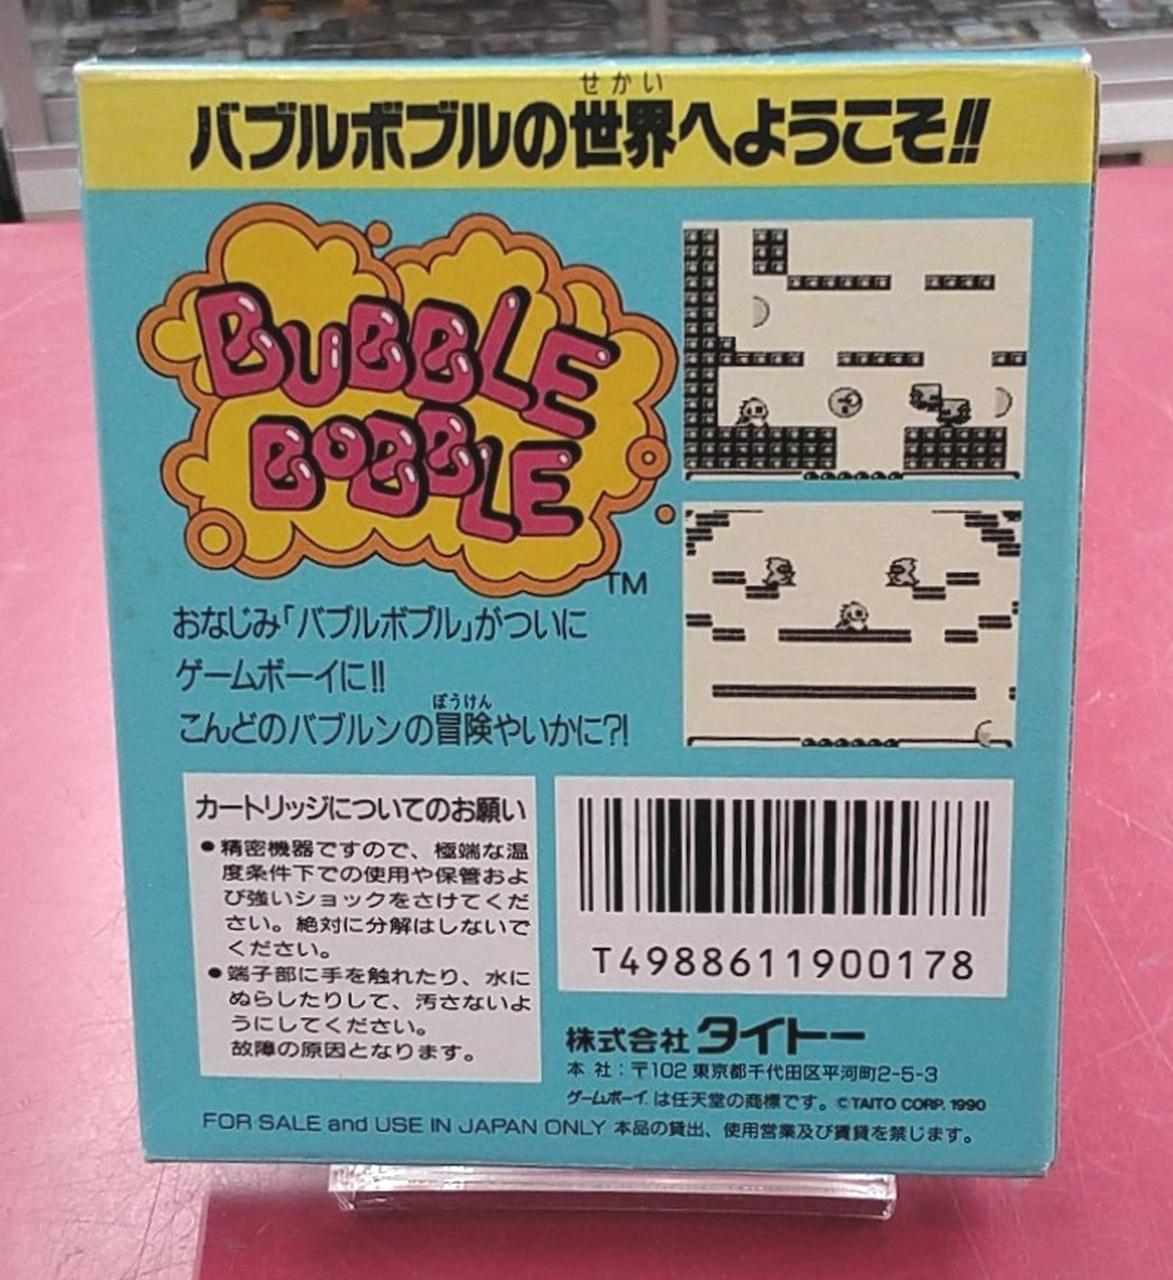 せかい
バブルボブルの世界へようこそ!!
BUBBLE
BOBBLE
TM
おなじみ「バブルボブル」がついに
ゲームボーイに!!
ぼうけん
こんどのバブルンの冒険やいかに?!
カートリッジについてのお願い
●精密機器ですので、極端な温
度条件下での使用や保管およ
び強いショックをさけてくだ
さい。絶対に分解はしないで
ください。
●端子部に手を触れたり、水に
ぬらしたりして、汚さないよ
うにしてください。
故障の原因となります。
T4988611900178
株式会社 タイトー
本社:〒102 東京都千代田区平河町2-5-3
ゲームボーイ は任天堂の商標です。©TAITO CORP. 1990
FOR SALE and USE IN JAPAN ONLY 本品の貸出、使用営業及び賃貸を禁じます。